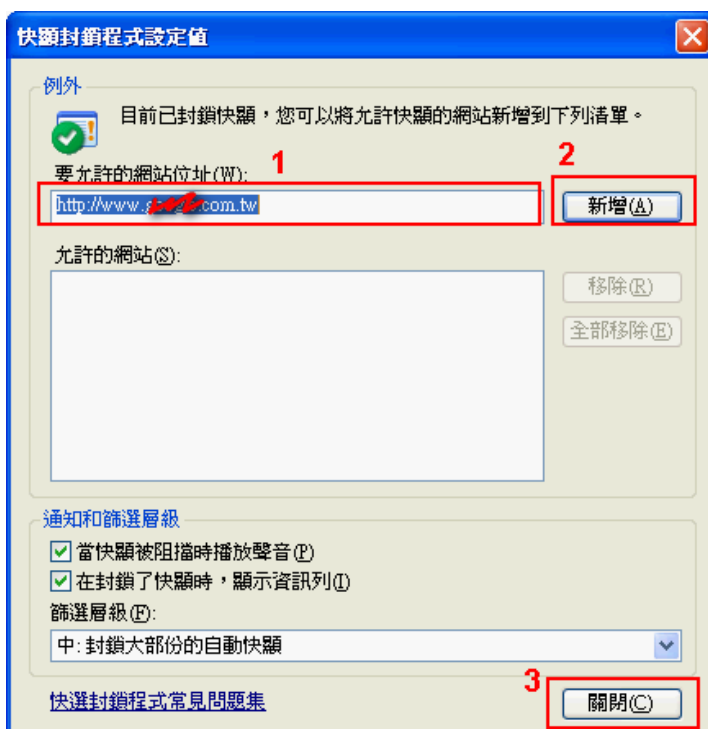 快顯封鎖程式設定值
例外
目前已封鎖快顯，您可以將允許快顯的網站新增到下列清單。
要允許的網站位址(W):
1
2
http://www.g com.tw
新增(A)
允許的網站(S):
移除(R)
全部移除(E)
通知和篩選層級
當快顯被阻擋時播放聲音(P)
在封鎖了快顯時，顯示資訊列(I)
篩選層級(F):
中: 封鎖大部份的自動快顯
3
快選封鎖程式常見問題集
關閉(C)